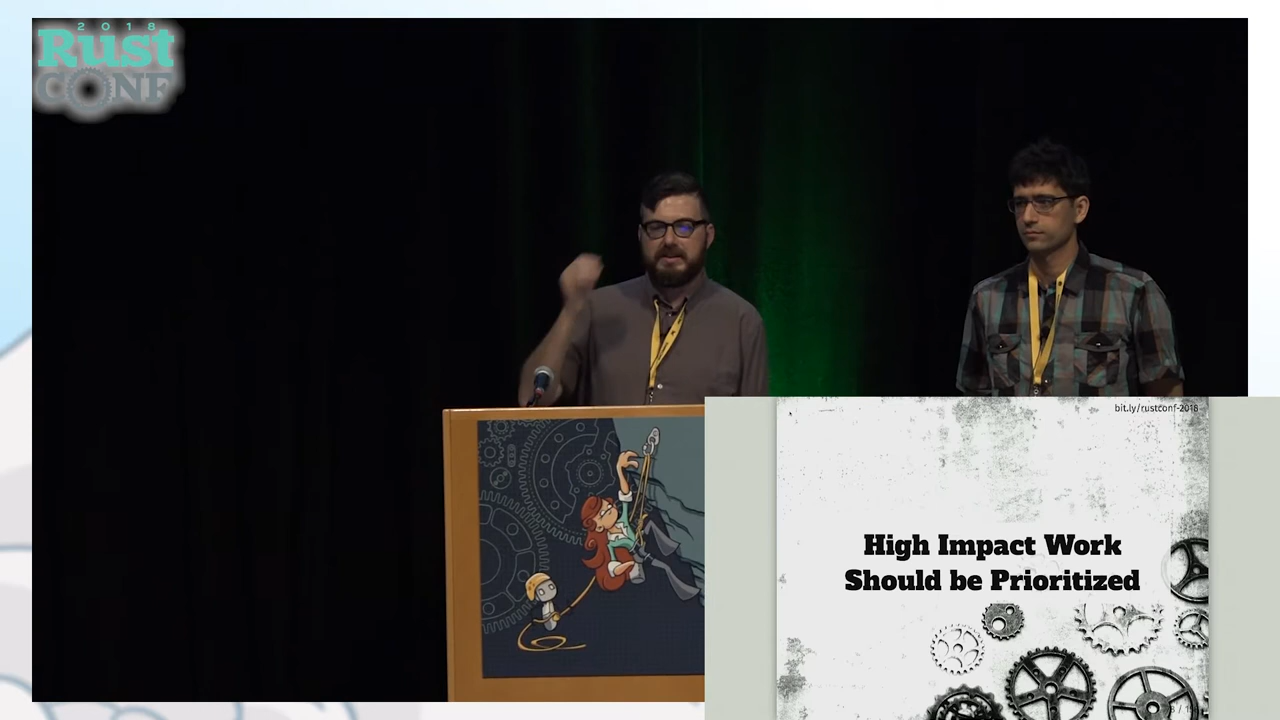 2018
Rust
CONF
bit.ly/rustconf-2018
High Impact Work
Should be Prioritized